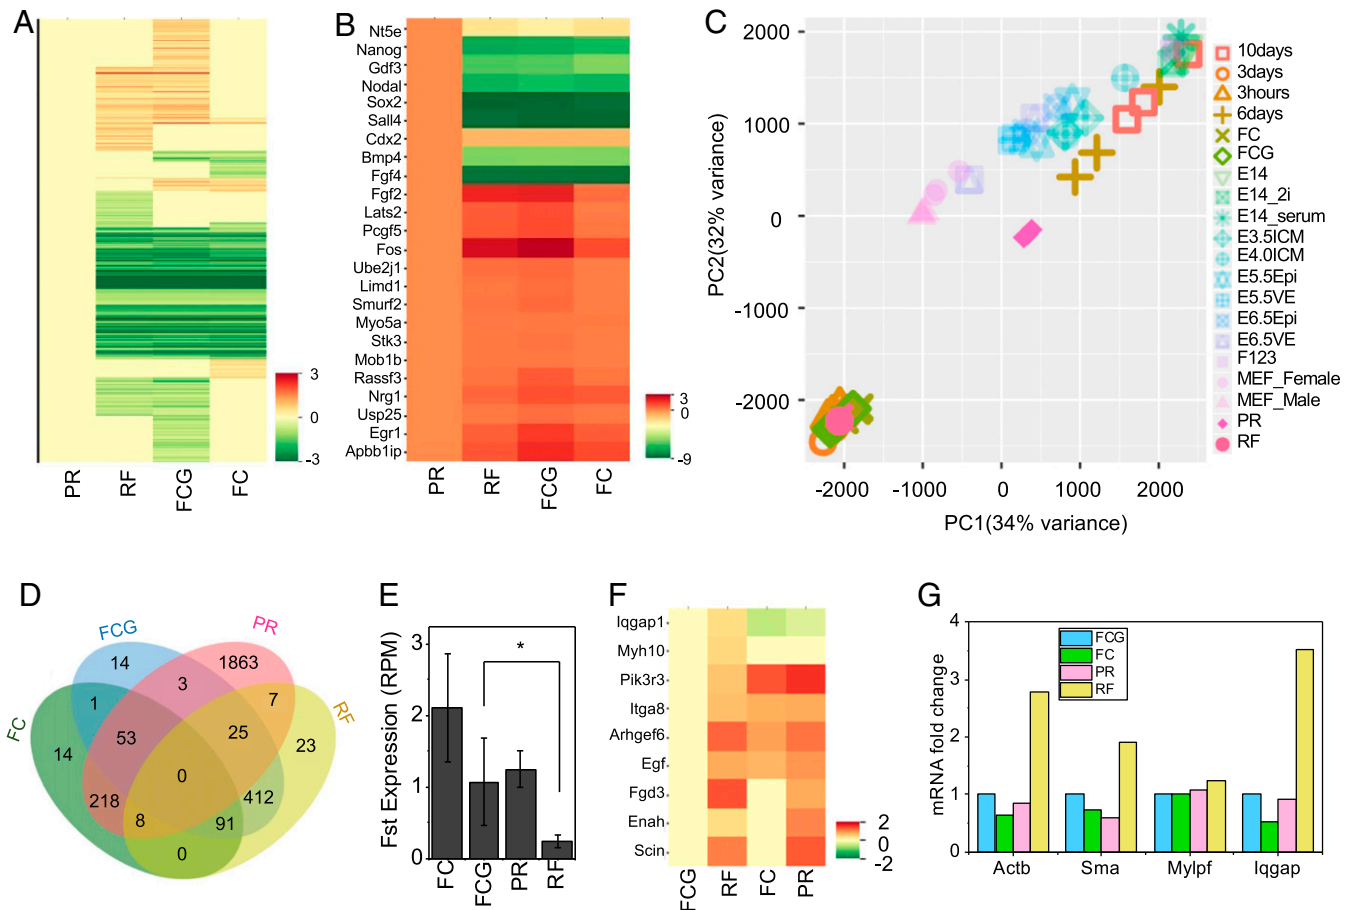 A
3
0
-3
PR
RF
FCG
FC
B
Nt5e
Nanog
Gdf3
Nodal
Sox2
Sall4
Cdx2
Bmp4
Fgf4
Fgf2
Lats2
Pcgf5
Fos
Ube2j1
Limd1
Smurf2
Myo5a
Stk3
Mob1b
Rassf3
Nrg1
Usp25
Egr1
Apbb1ip
3
0
-9
PR
RF
FCG
FC
C
PC2(32% variance)
2000
1000
0
-1000
-2000
-2000
-1000
0
1000
2000
PC1(34% variance)
10days
3days
3hours
6days
FC
FCG
E14
E14_2i
E14_serum
E3.5ICM
E4.0ICM
E5.5Epi
E5.5VE
E6.5Epi
E6.5VE
F123
MEF_Female
MEF_Male
PR
RF
D
FCG
PR
FC
RF
14
1863
1
3
7
14
53
25
23
0
218
412
8
91
0
E
Fst Expression (RPM)
3
2
1
0
*
FC
FCG
PR
RF
F
Iqgap1
Myh10
Pik3r3
Itga8
Arhgef6
Egf
Fgd3
Enah
Scin
2
0
-2
FCG
RF
FC
PR
G
mRNA fold change
4
3
2
1
0
FCG
FC
PR
RF
Actb
Sma
Mylpf
Iqgap